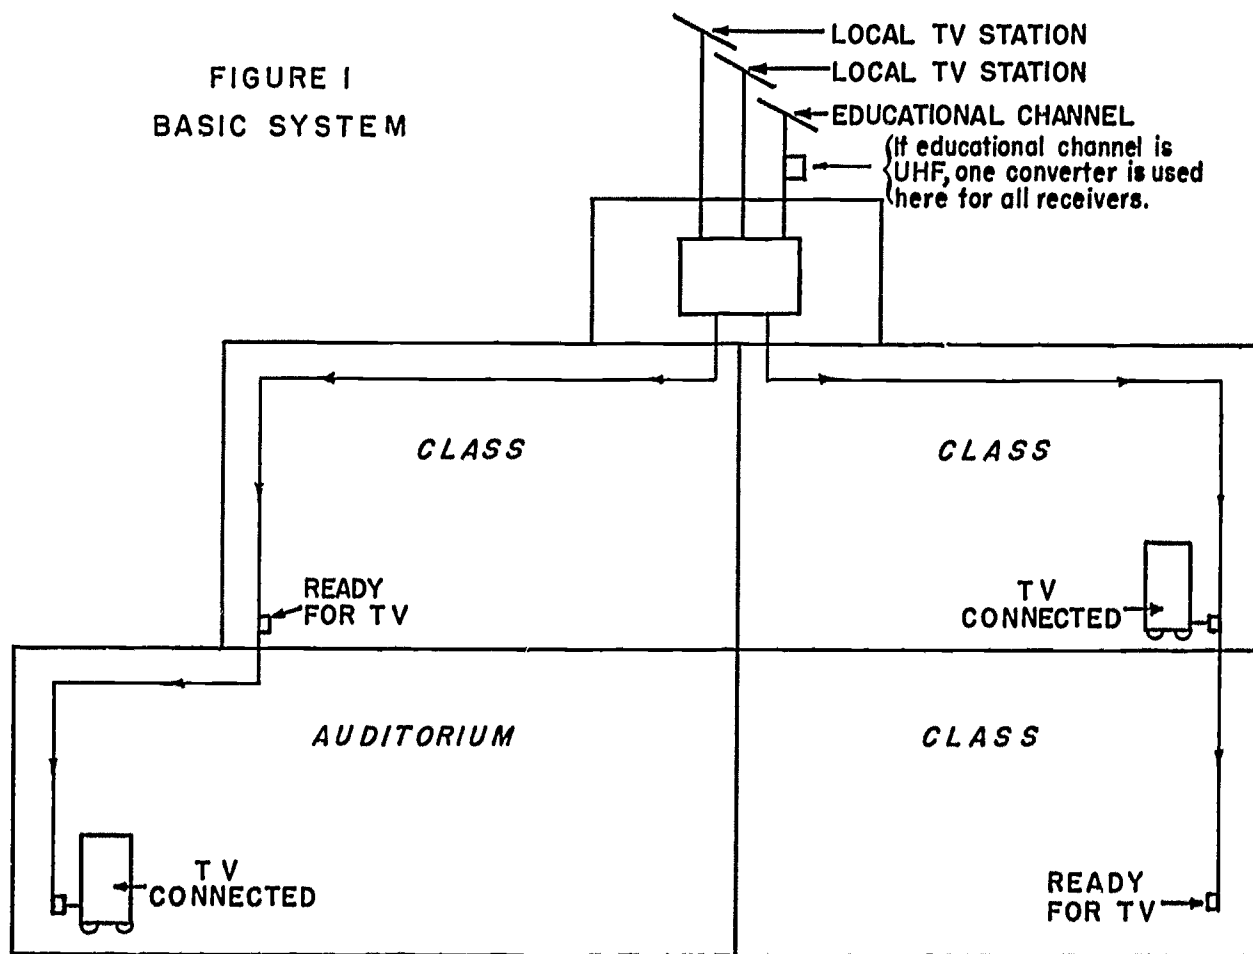 FIGURE 1
BASIC SYSTEM
LOCAL TV STATION
LOCAL TV STATION
EDUCATIONAL CHANNEL
If educational channel is
UHF, one converter is used
here for all receivers.
CLASS
CLASS
READY
FOR TV
TV
CONNECTED
AUDITORIUM
CLASS
TV
CONNECTED
READY
FOR TV